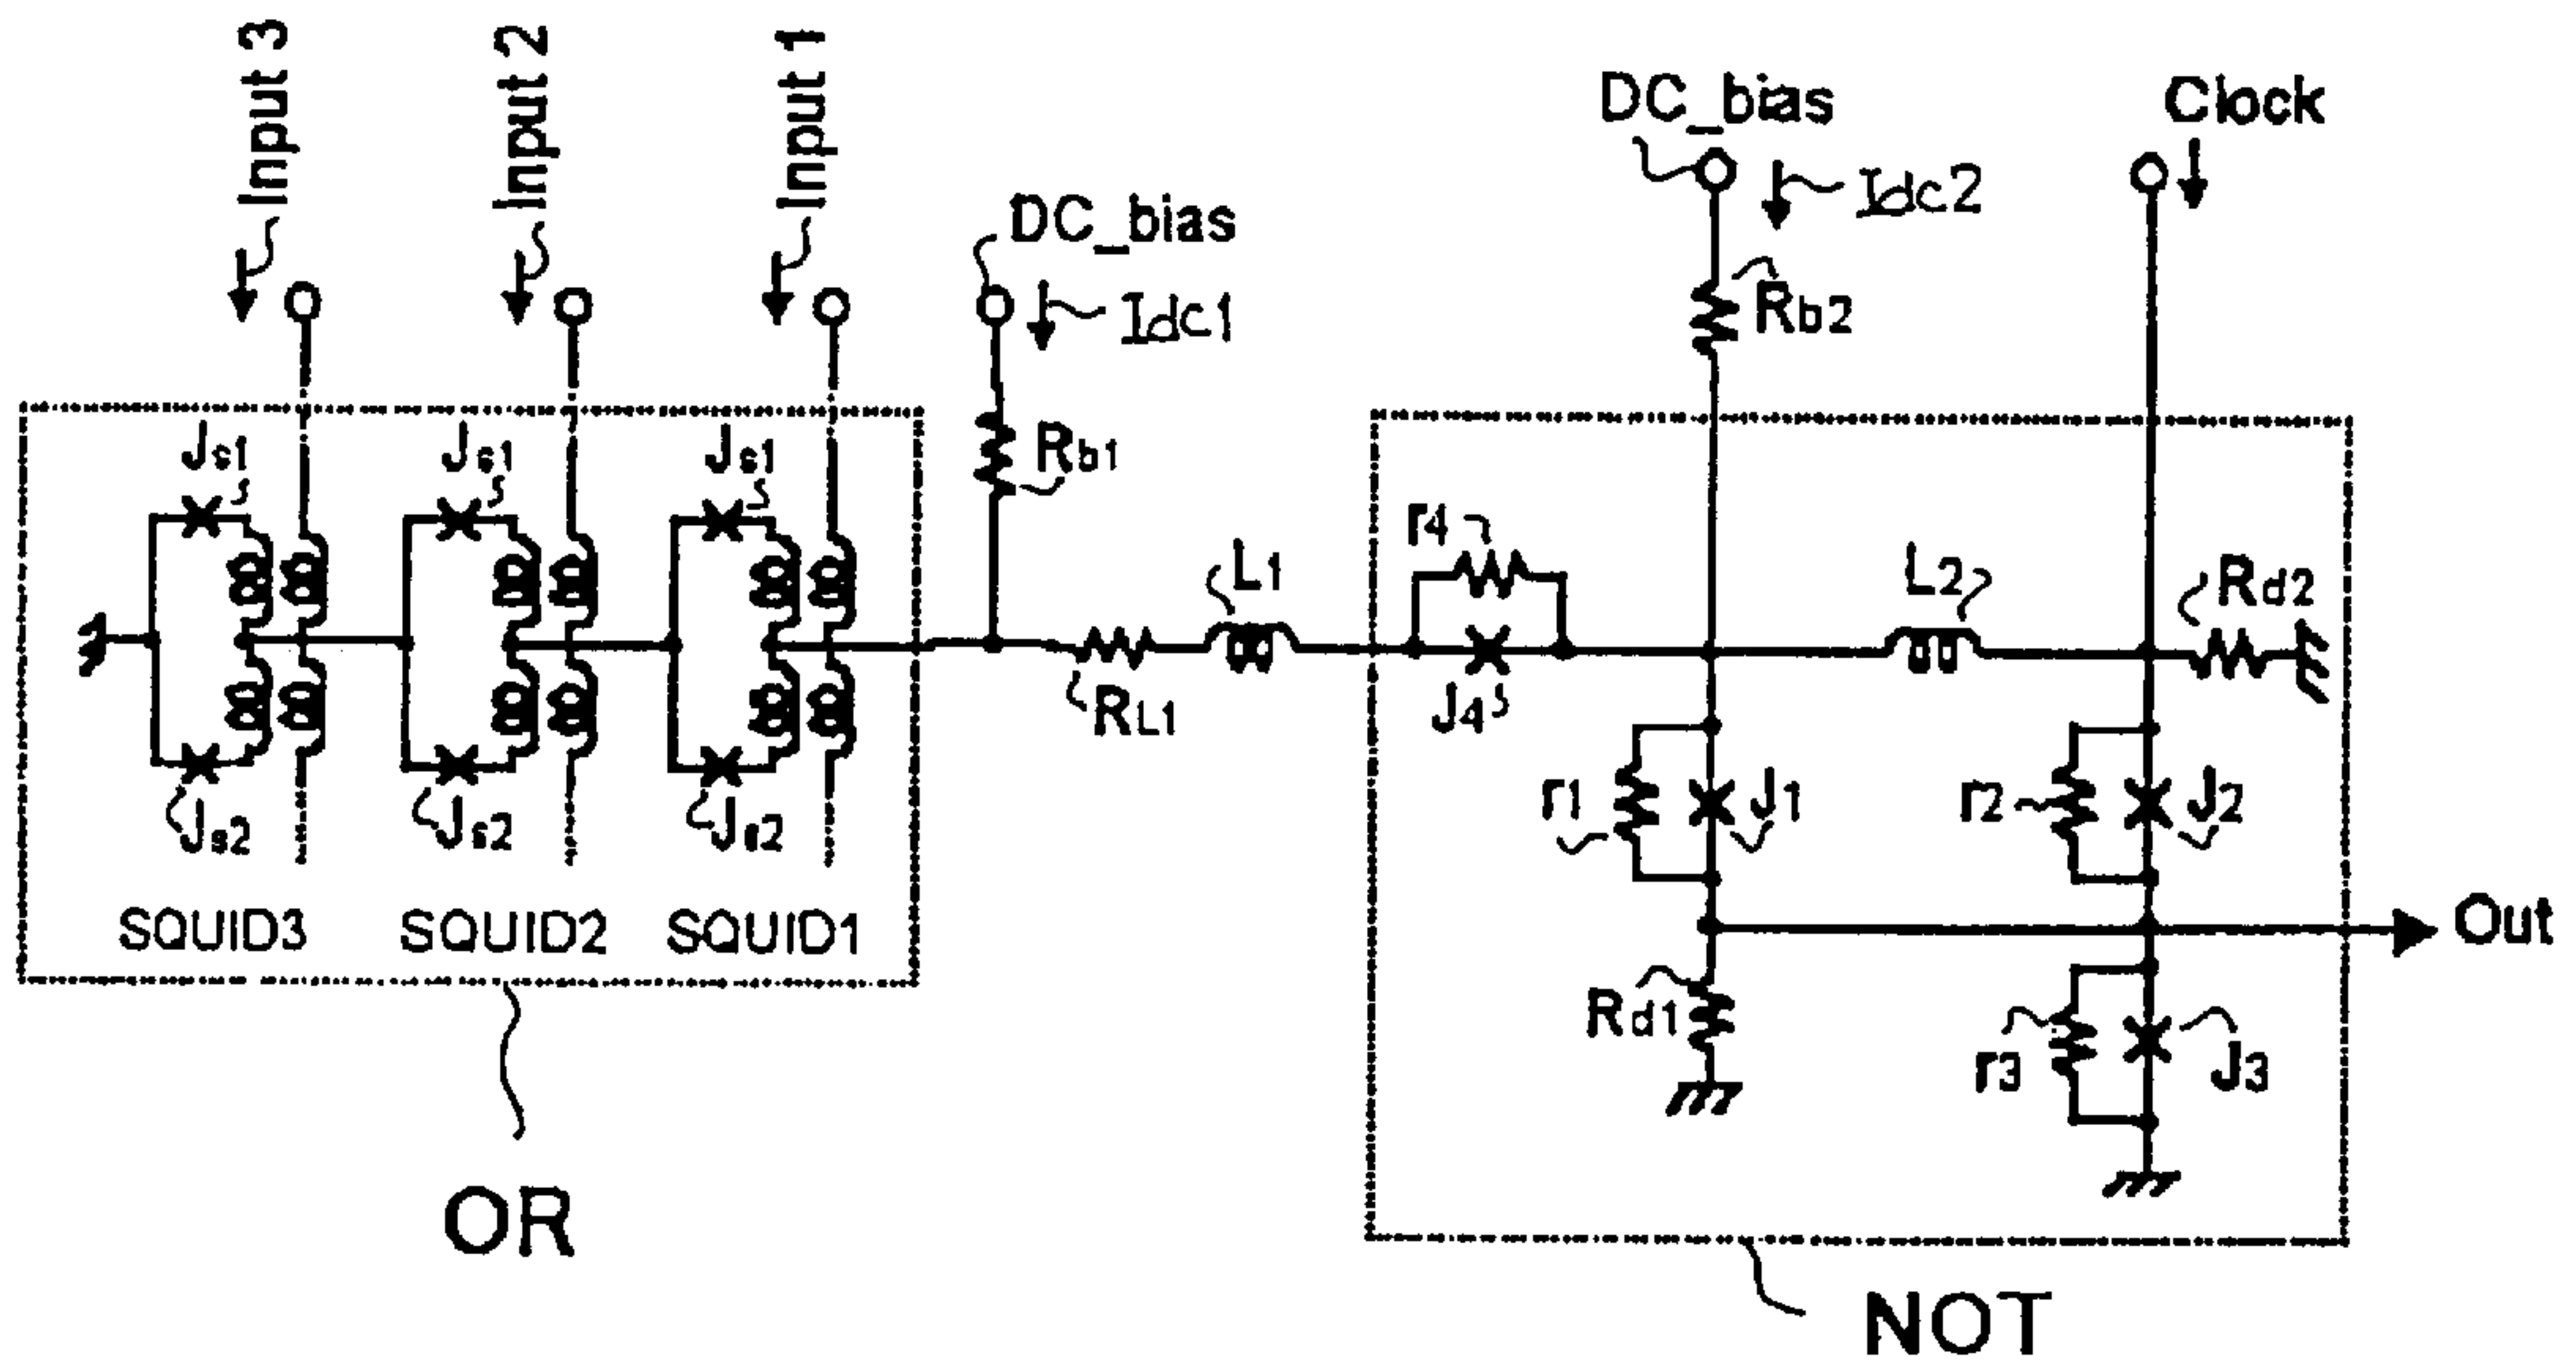 Input 3
Input 2
Input 1
DC_bias
Idc1
DC_bias
Idc2
Clock
Rb1
Rb2
Js1
Js1
Js1
r4
L1
L2
Rd2
RL1
J4
r1
J1
r2
J2
Js2
Js2
Js2
SQUID3
SQUID2
SQUID1
Out
Rd1
r3
J3
OR
NOT